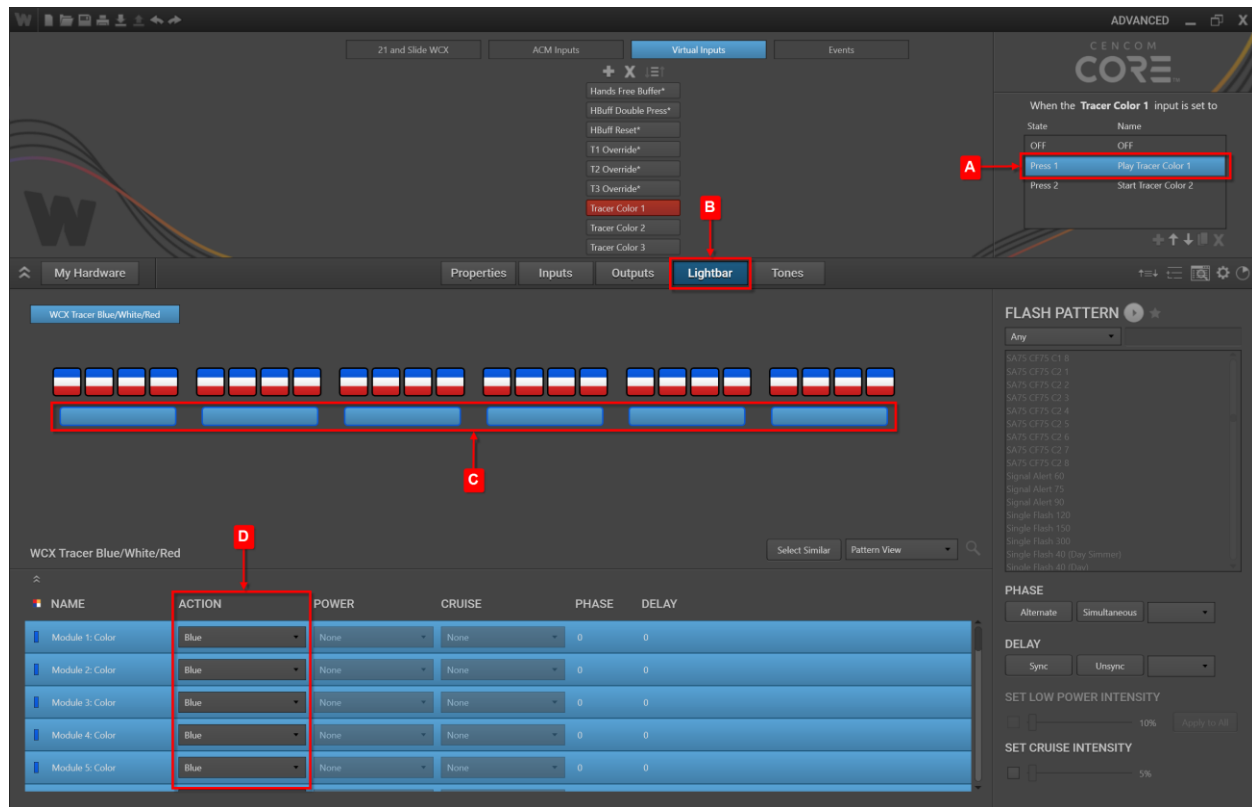 W ADVANCED X
21 and Slide WCX ACM Inputs Virtual Inputs Events
CENCOM
CORE™
Hands Free Buffer*
HBuff Double Press*
HBuff Reset*
T1 Override*
T2 Override*
T3 Override*
Tracer Color 1
Tracer Color 2
Tracer Color 3
When the Tracer Color 1 input is set to
State Name
OFF OFF
A Press 1 Play Tracer Color 1
Press 2 Start Tracer Color 2
B
W
My Hardware Properties Inputs Outputs Lightbar Tones
WCX Tracer Blue/White/Red
C
D
WCX Tracer Blue/White/Red Select Similar Pattern View
NAME ACTION POWER CRUISE PHASE DELAY
Module 1: Color Blue None None 0 0
Module 2: Color Blue None None 0 0
Module 3: Color Blue None None 0 0
Module 4: Color Blue None None 0 0
Module 5: Color Blue None None 0 0
FLASH PATTERN
Any
SA75 CF75 C1 8
SA75 CF75 C2 1
SA75 CF75 C2 2
SA75 CF75 C2 3
SA75 CF75 C2 4
SA75 CF75 C2 5
SA75 CF75 C2 6
SA75 CF75 C2 7
SA75 CF75 C2 8
Signal Alert 60
Signal Alert 75
Signal Alert 90
Single Flash 120
Single Flash 150
Single Flash 300
Single Flash 40 (Day Simmer)
Single Flash 40 (Day)
PHASE
Alternate Simultaneous
DELAY
Sync Unsync
SET LOW POWER INTENSITY
10% Apply to All
SET CRUISE INTENSITY
5%